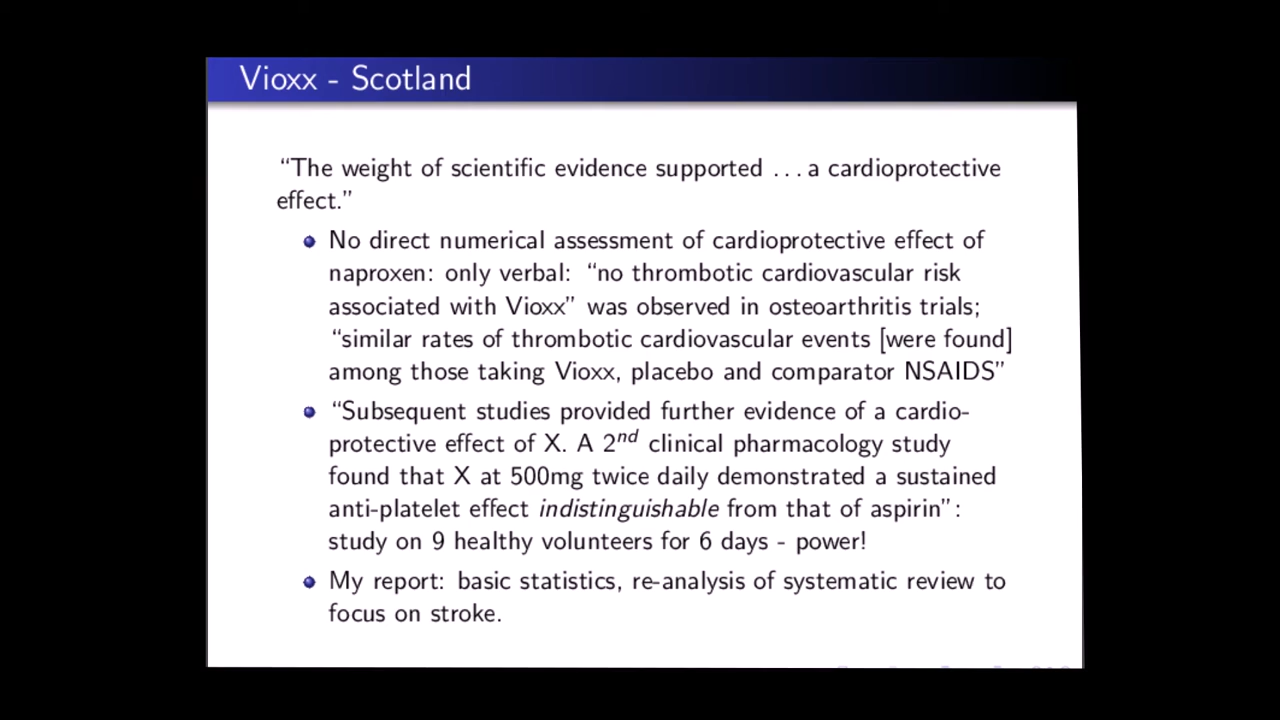 Vioxx - Scotland
“The weight of scientific evidence supported ... a cardioprotective
effect.”
No direct numerical assessment of cardioprotective effect of
naproxen: only verbal: “no thrombotic cardiovascular risk
associated with Vioxx” was observed in osteoarthritis trials;
“similar rates of thrombotic cardiovascular events [were found]
among those taking Vioxx, placebo and comparator NSAIDS”
“Subsequent studies provided further evidence of a cardio-
protective effect of X. A 2nd clinical pharmacology study
found that X at 500mg twice daily demonstrated a sustained
anti-platelet effect indistinguishable from that of aspirin”:
study on 9 healthy volunteers for 6 days - power!
My report: basic statistics, re-analysis of systematic review to
focus on stroke.